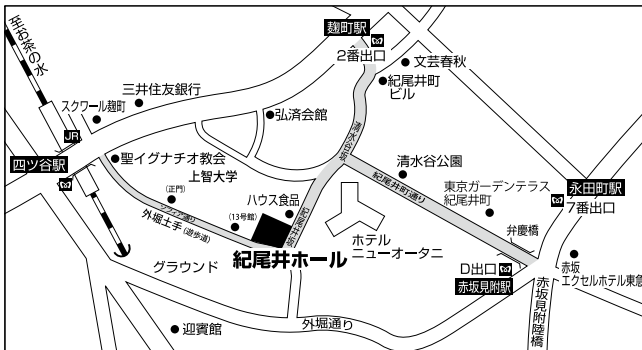 至お茶の水
麹町駅
2番出口
文芸春秋
三井住友銀行
スクワール麹町
紀尾井町
ビル
弘済会館
JR
四ツ谷駅
聖イグナチオ教会
上智大学
清水谷坂
清水谷公園
紀尾井町通り
東京ガーデンテラス
紀尾井町
永田町駅
7番出口
(正門)
ソフィア通り
外堀土手(遊歩道)
(13号館)
ハウス食品
紀尾井坂
ホテル
ニューオータニ
弁慶橋
グラウンド
紀尾井ホール
D出口
赤坂見附駅
赤坂
エクセルホテル東急
迎賓館
外堀通り
赤坂見附陸橋